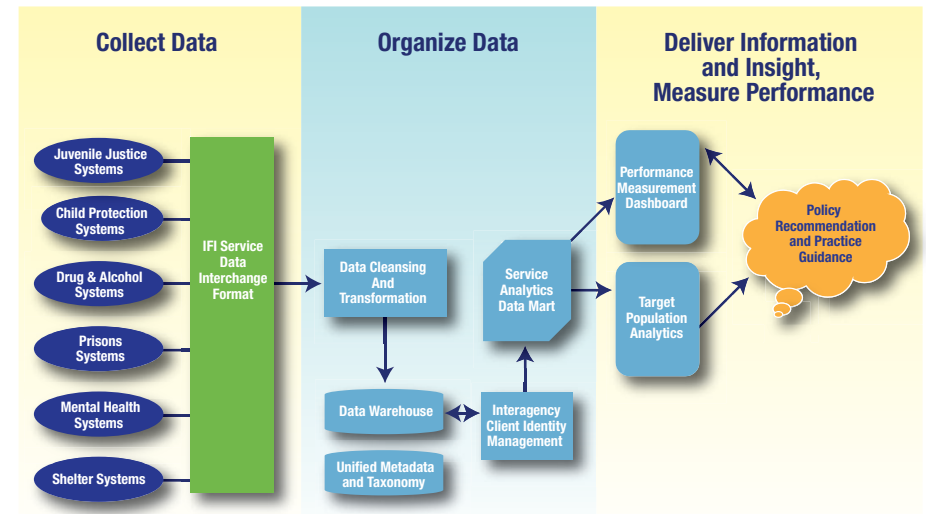 Collect Data
Organize Data
Deliver Information
and Insight,
Measure Performance
Juvenile Justice
Systems
Child Protection
Systems
Drug & Alcohol
Systems
Prisons
Systems
Mental Health
Systems
Shelter Systems
IFI Service
Data
Interchange
Format
Data Cleansing
And
Transformation
Data Warehouse
Unified Metadata
and Taxonomy
Service
Analytics
Data Mart
Interagency
Client Identity
Management
Performance
Measurement
Dashboard
Target
Population
Analytics
Policy
Recommendation
and Practice
Guidance